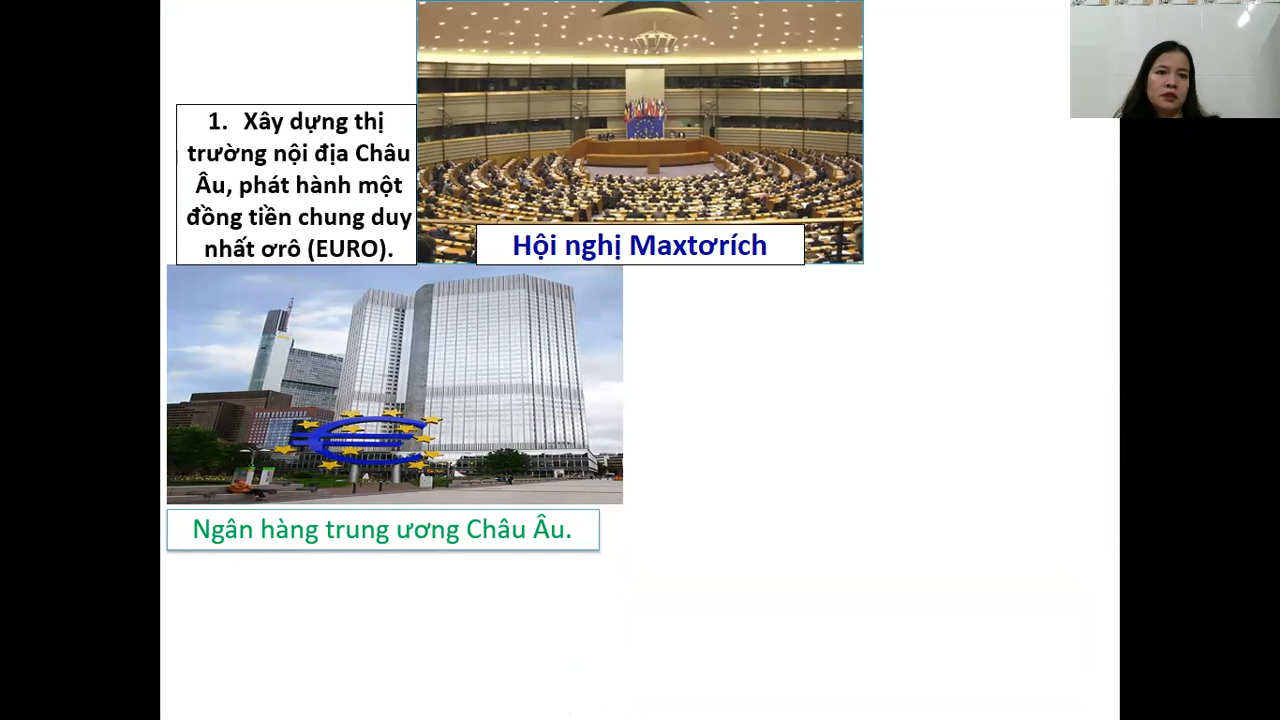 1. Xây dựng thị
trường nội địa Châu
Âu, phát hành một
đồng tiền chung duy
nhất ơrô (EURO).
Hội nghị Maxtơrích
Ngân hàng trung ương Châu Âu.